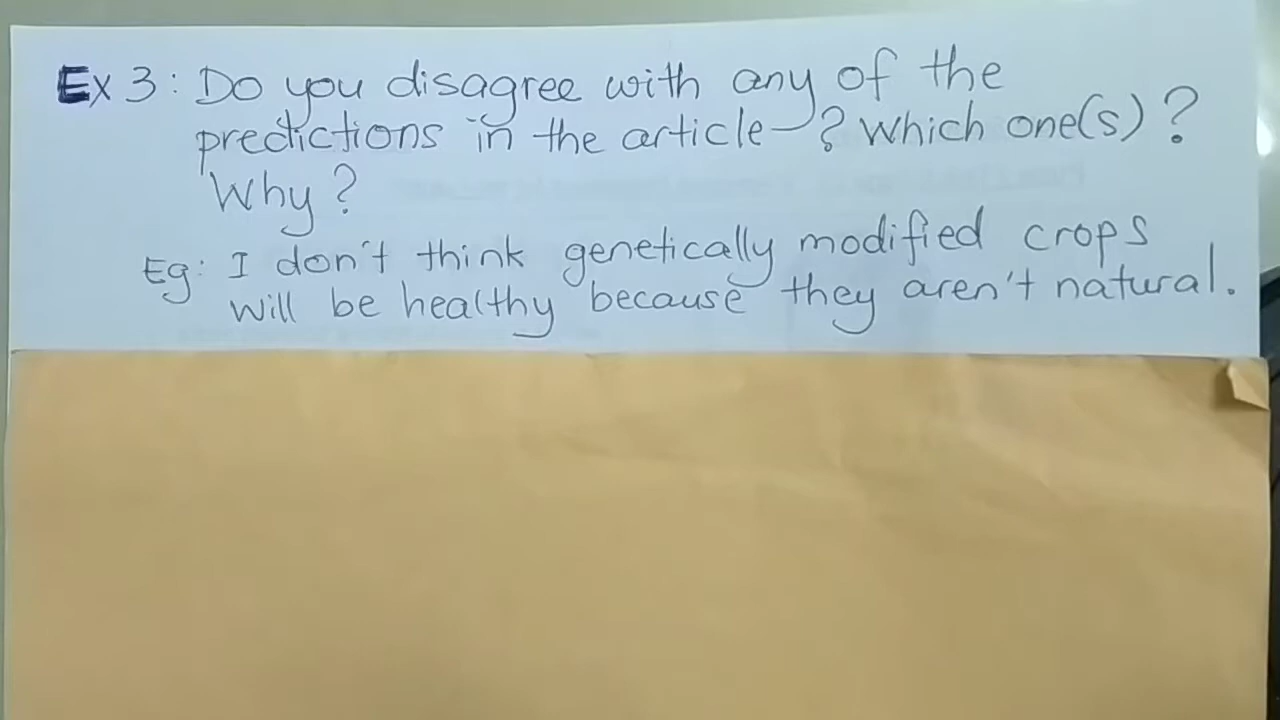 Ex 3: Do you disagree with any of the
predictions in the article? Which one(s)?
Why?
Eg: I don't think genetically modified crops
will be healthy because they aren't natural.